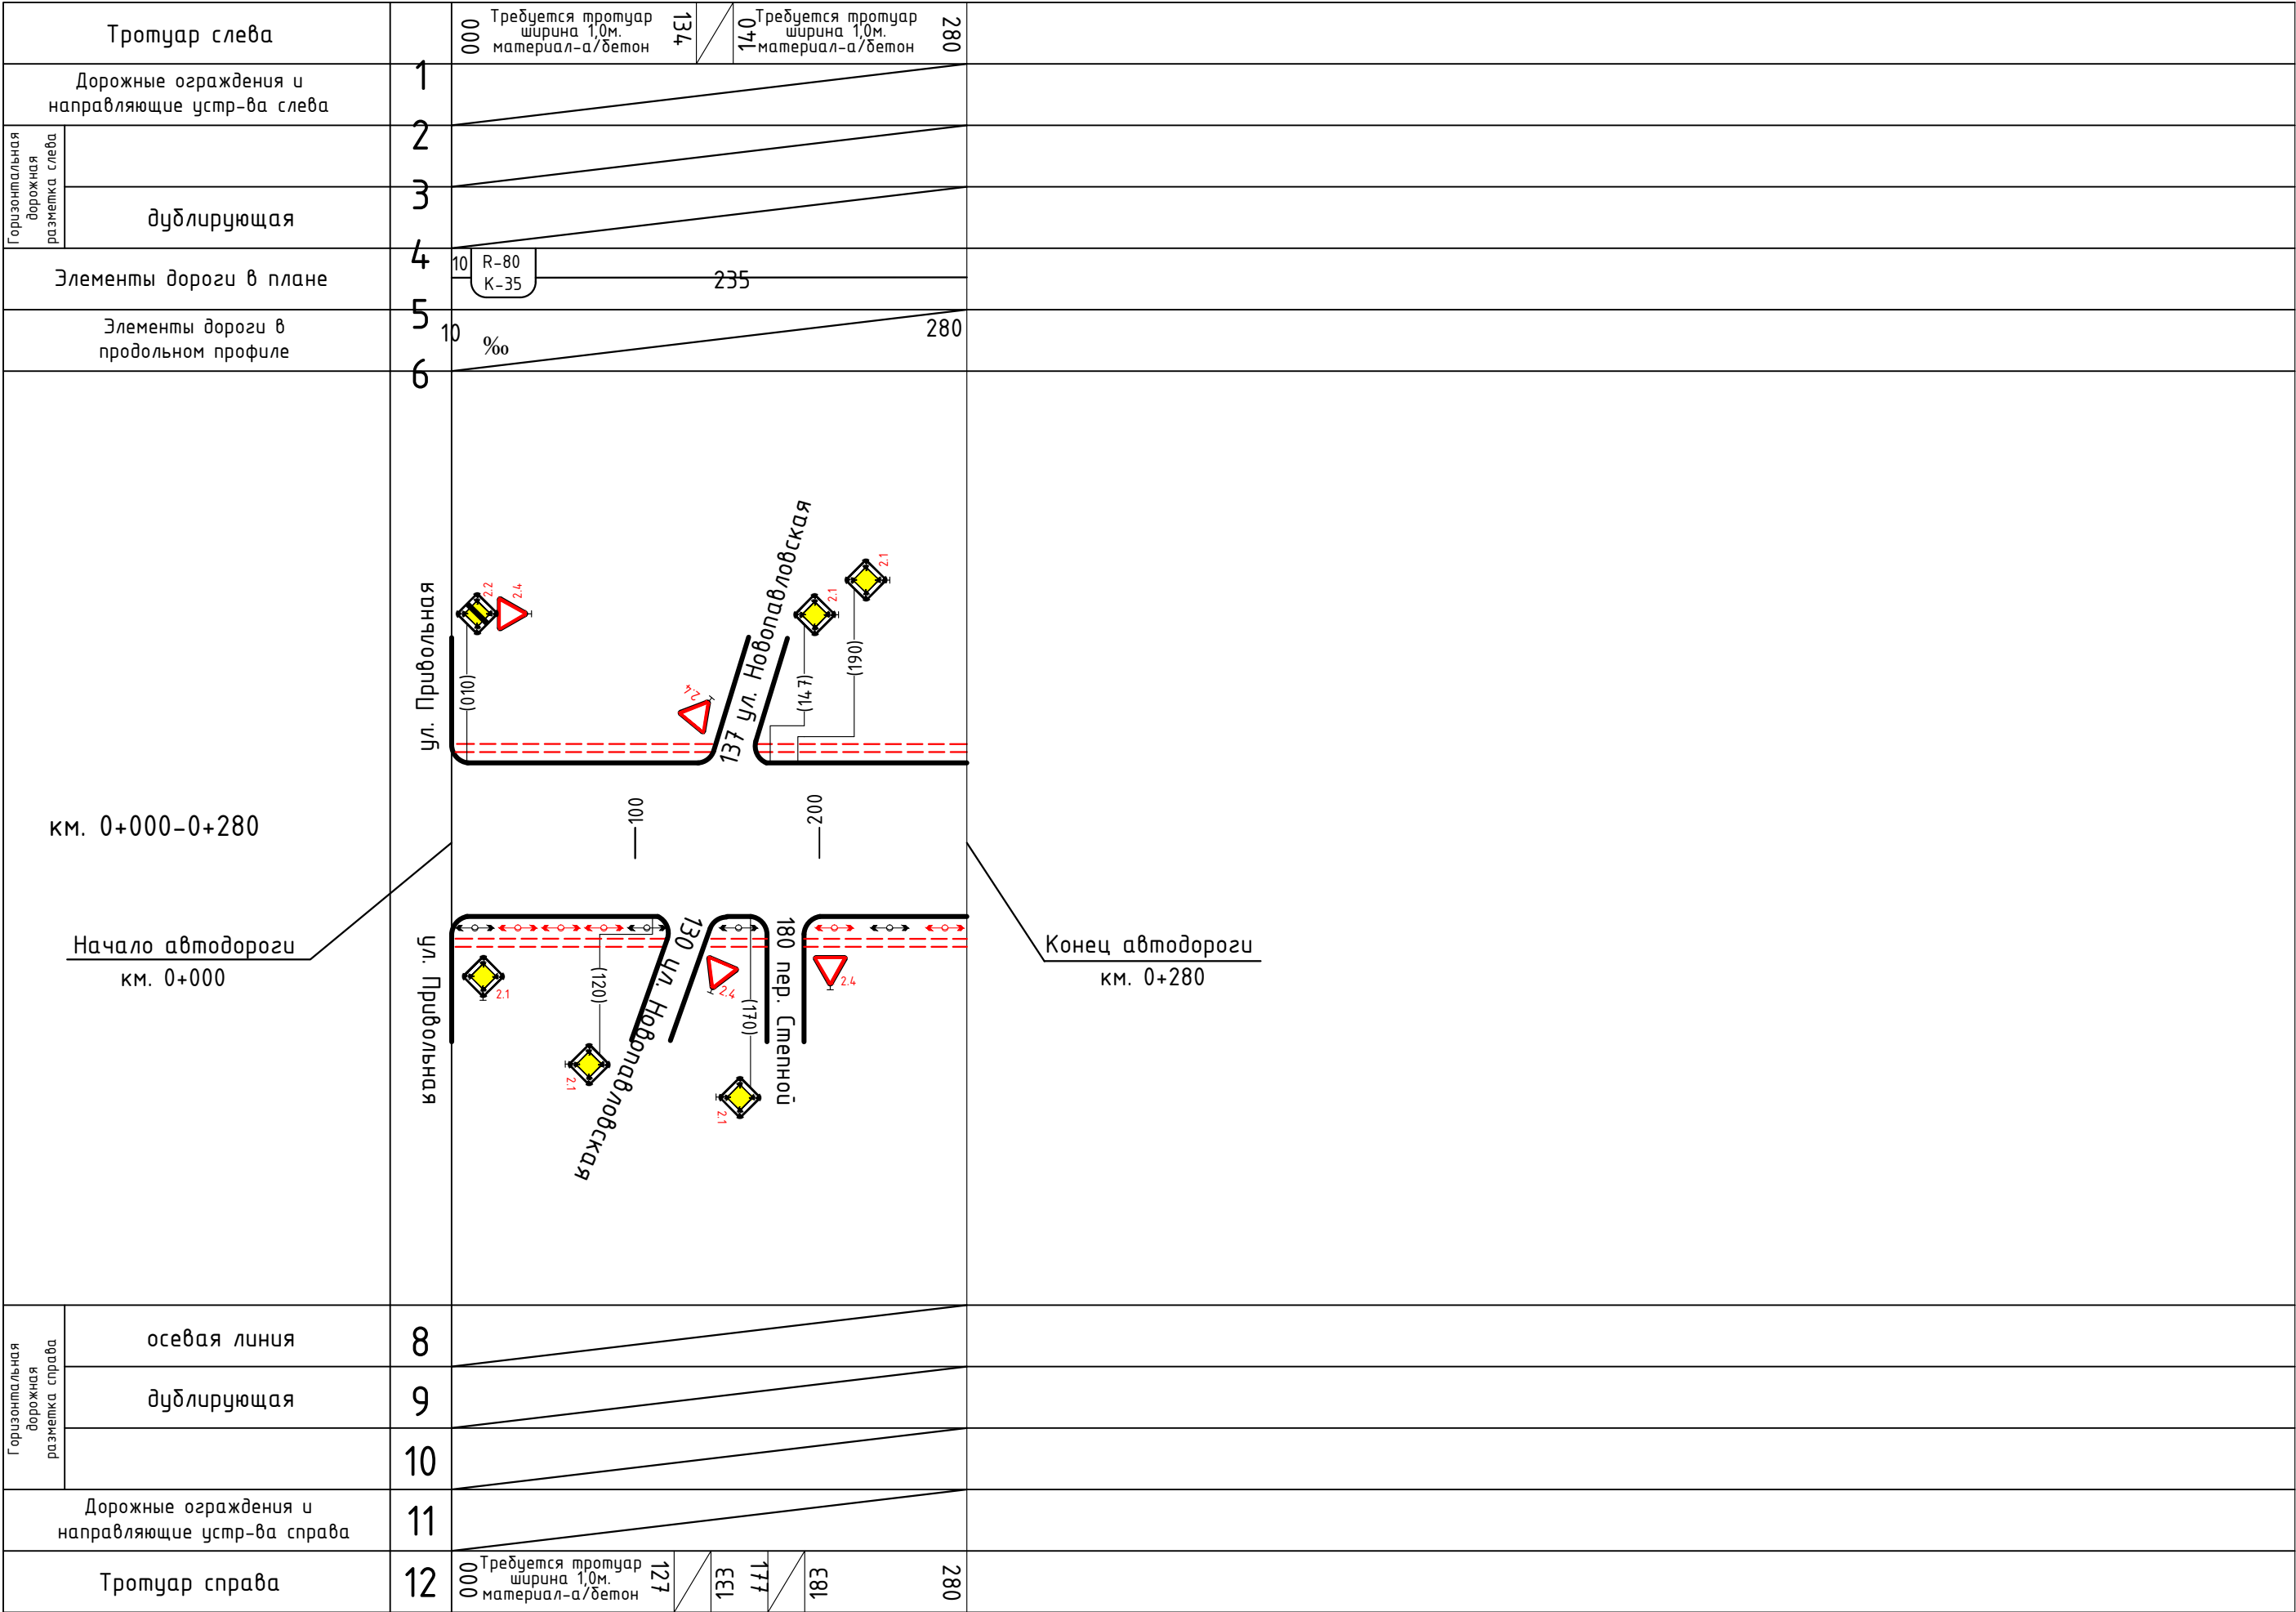 Тротуар слева
000
Требуется тротуар
ширина 1,0м.
материал-а/бетон
134
140
Требуется тротуар
ширина 1,0м.
материал-а/бетон
280
1
Дорожные ограждения и
направляющие устр-ва слева
2
Горизонтальная
дорожная
разметка слева
3
дублирующая
4
Элементы дороги в плане
10
R-80
К-35
235
5
Элементы дороги в
продольном профиле
10
‰
280
6
ул. Привольная
2.2
2.4
(010)
2.4
137 ул. Новопавловская
2.1
(147)
2.1
(190)
100
200
км. 0+000-0+280
Начало автодороги
км. 0+000
Конец автодороги
км. 0+280
ул. Привольная
2.1
(120)
2.1
130 ул. Новопавловская
2.4
(170)
2.1
180 пер. Степной
2.4
Горизонтальная
дорожная
разметка справа
осевая линия
8
дублирующая
9
10
Дорожные ограждения и
направляющие устр-ва справа
11
Тротуар справа
12
000
Требуется тротуар
ширина 1,0м.
материал-а/бетон
127
133
177
183
280